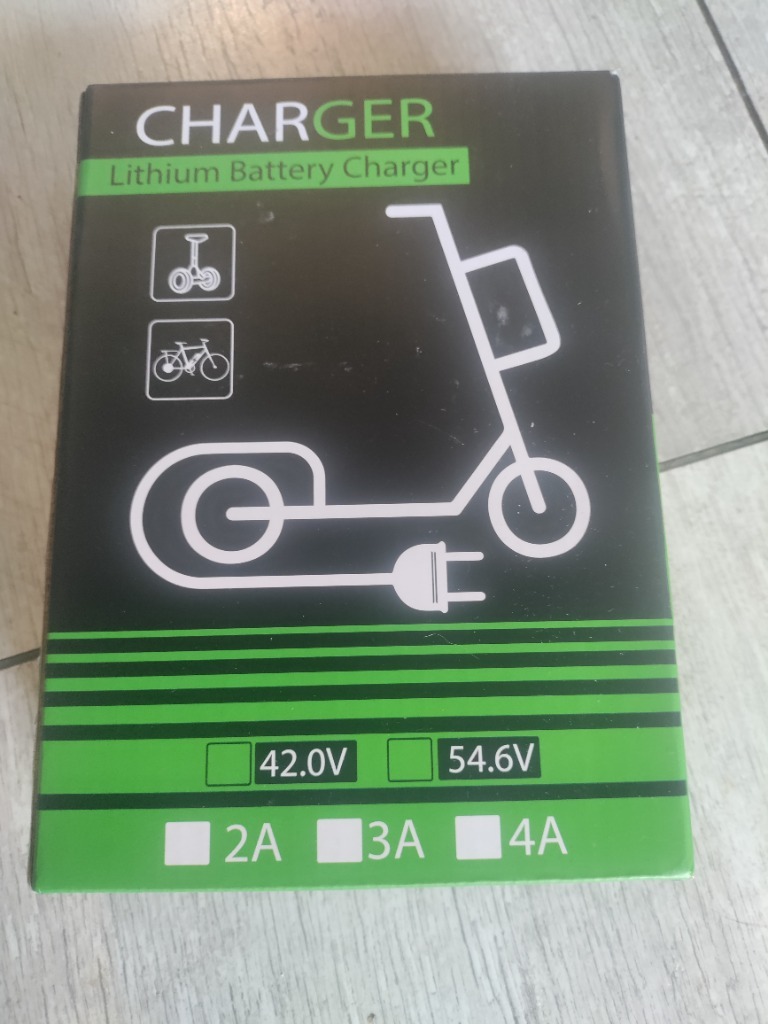 CHARGER
Lithium Battery Charger
42.0V 54.6V
2A 3A 4A